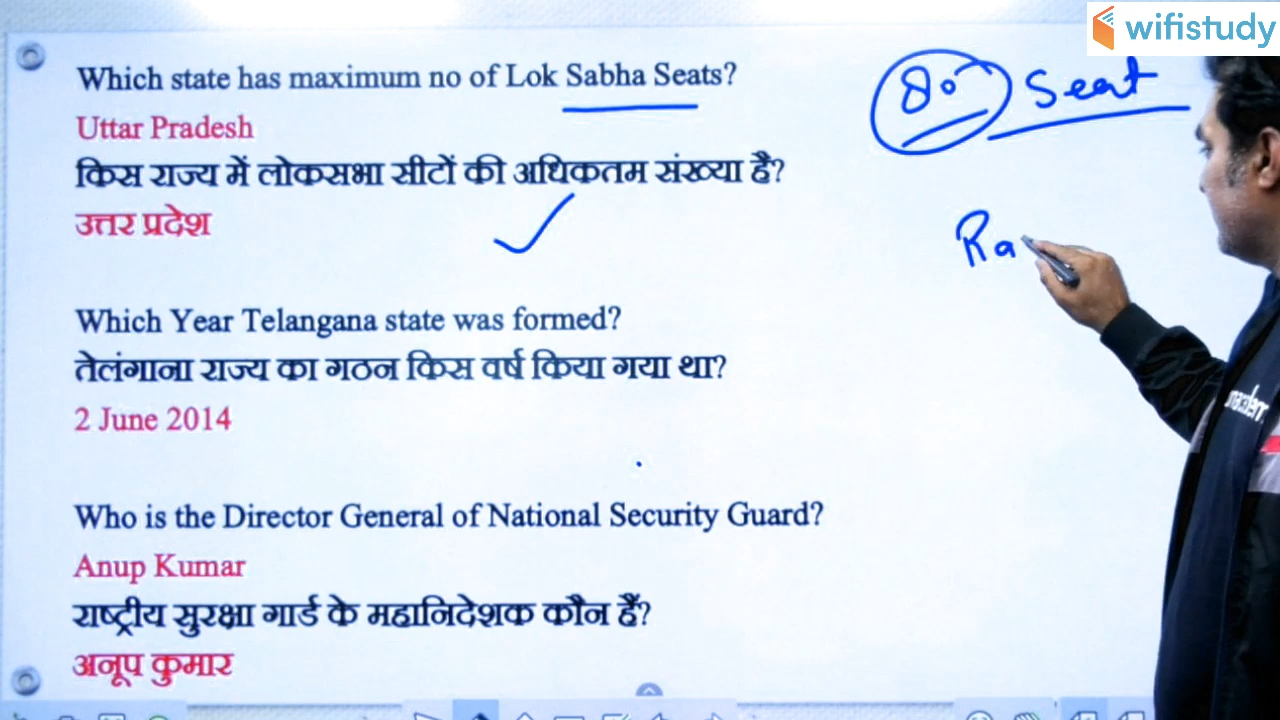 wifistudy
Which state has maximum no of Lok Sabha Seats?
80 Seat
Uttar Pradesh
किस राज्य में लोकसभा सीटों की अधिकतम संख्या है?
उत्तर प्रदेश
Ra
Which Year Telangana state was formed?
तेलंगाना राज्य का गठन किस वर्ष किया गया था?
2 June 2014
Who is the Director General of National Security Guard?
Anup Kumar
राष्ट्रीय सुरक्षा गार्ड के महानिदेशक कौन हैं?
अनूप कुमार